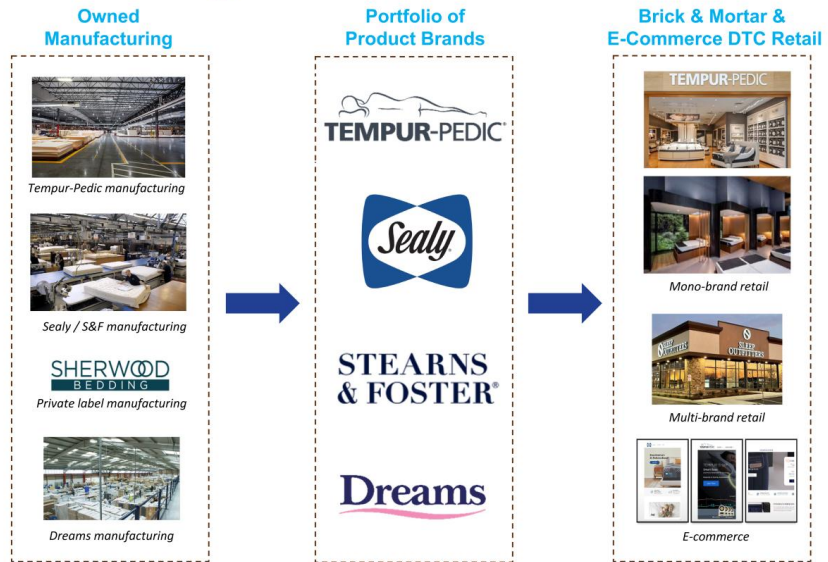 Owned
Manufacturing
Tempur-Pedic manufacturing
Sealy / S&F manufacturing
SHERWOOD
BEDDING
Private label manufacturing
Dreams manufacturing
Portfolio of
Product Brands
TEMPUR-PEDIC®
Sealy
STEARNS
& FOSTER®
Dreams
Brick & Mortar &
E-Commerce DTC Retail
TEMPUR-PEDIC
Mono-brand retail
SLEEP
OUTFITTERS
Multi-brand retail
E-commerce